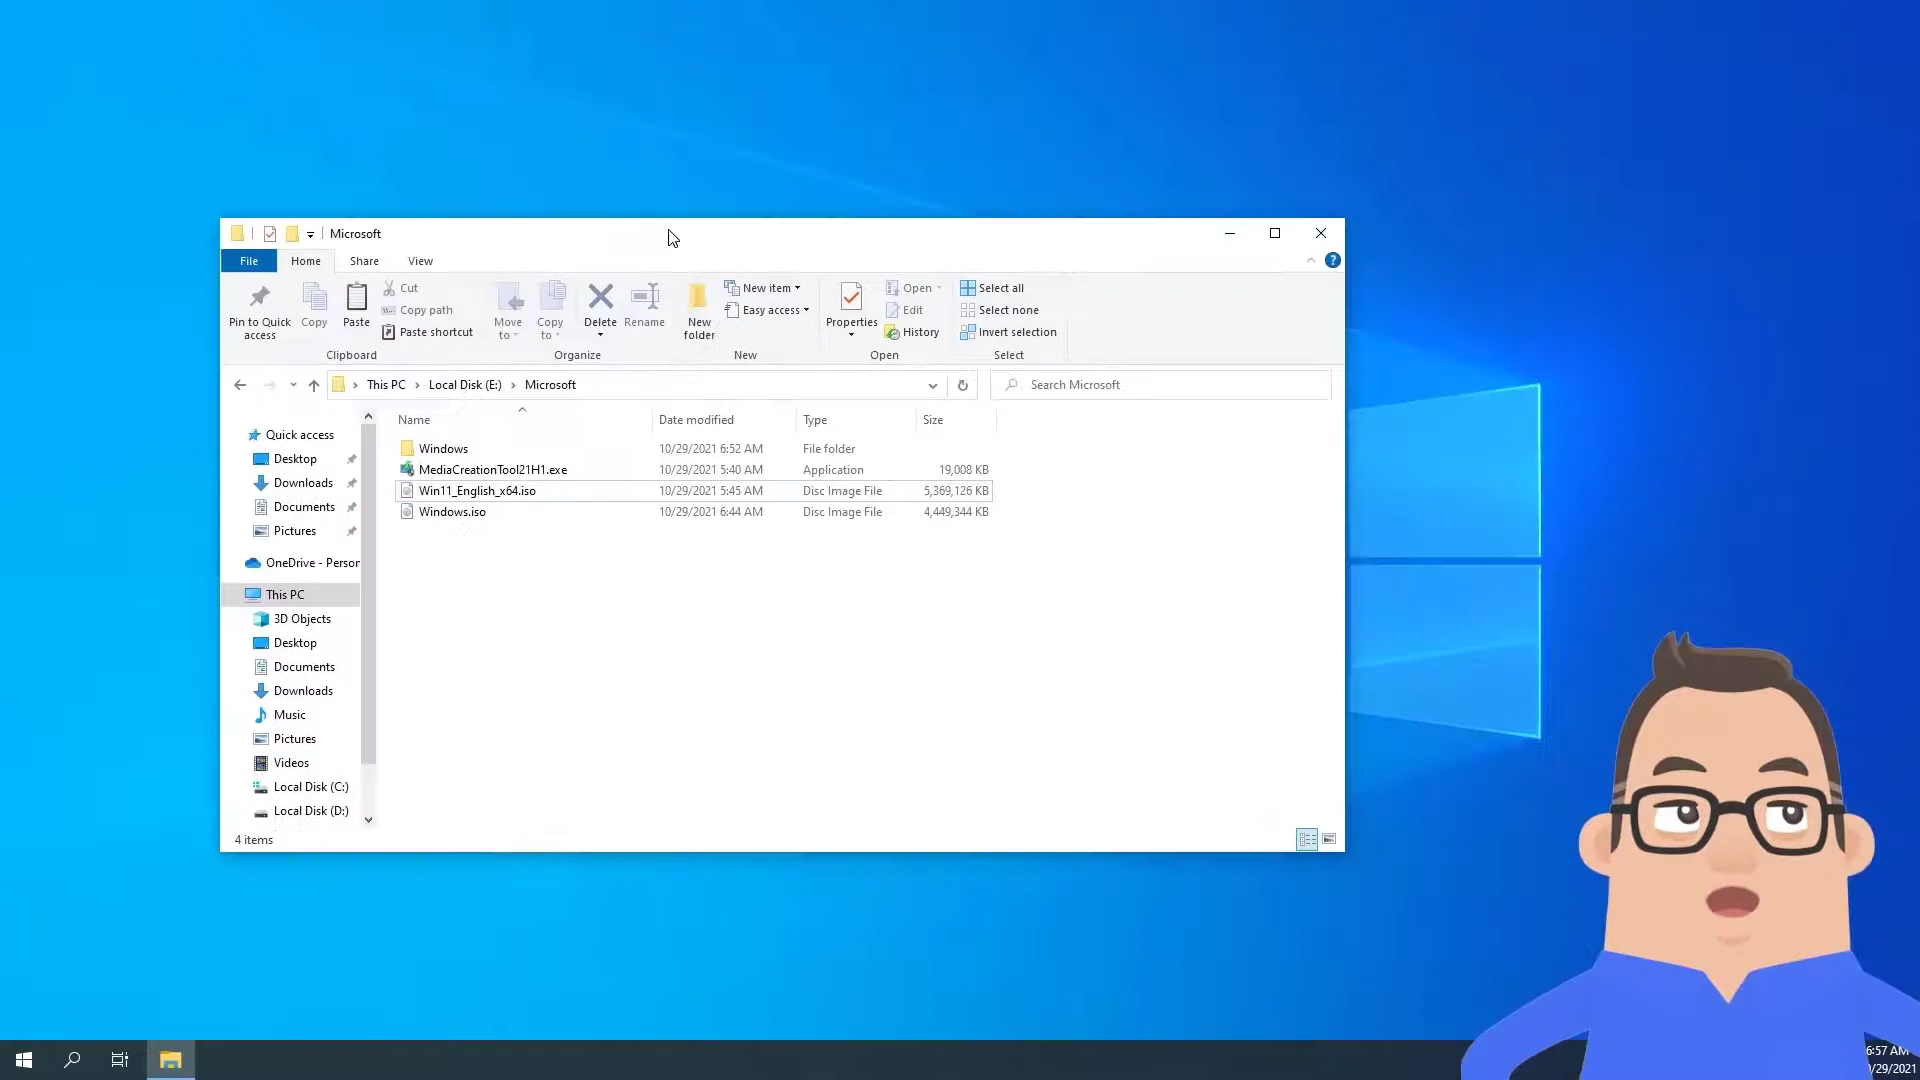 Microsoft
File Home Share View
Pin to Quick access
Copy
Paste
Cut
Copy path
Paste shortcut
Clipboard
Move to
Copy to
Delete
Rename
Organize
New folder
New item
Easy access
New
Properties
Open
Edit
History
Open
Select all
Select none
Invert selection
Select
This PC Local Disk (E:) Microsoft
Search Microsoft
Name Date modified Type Size
Windows 10/29/2021 6:52 AM File folder
MediaCreationTool21H1.exe 10/29/2021 5:40 AM Application 19,008 KB
Win11_English_x64.iso 10/29/2021 5:45 AM Disc Image File 5,369,126 KB
Windows.iso 10/29/2021 6:44 AM Disc Image File 4,449,344 KB
Quick access
Desktop
Downloads
Documents
Pictures
OneDrive - Person
This PC
3D Objects
Desktop
Documents
Downloads
Music
Pictures
Videos
Local Disk (C:)
Local Disk (D:)
4 items
6:57 AM
/29/2021